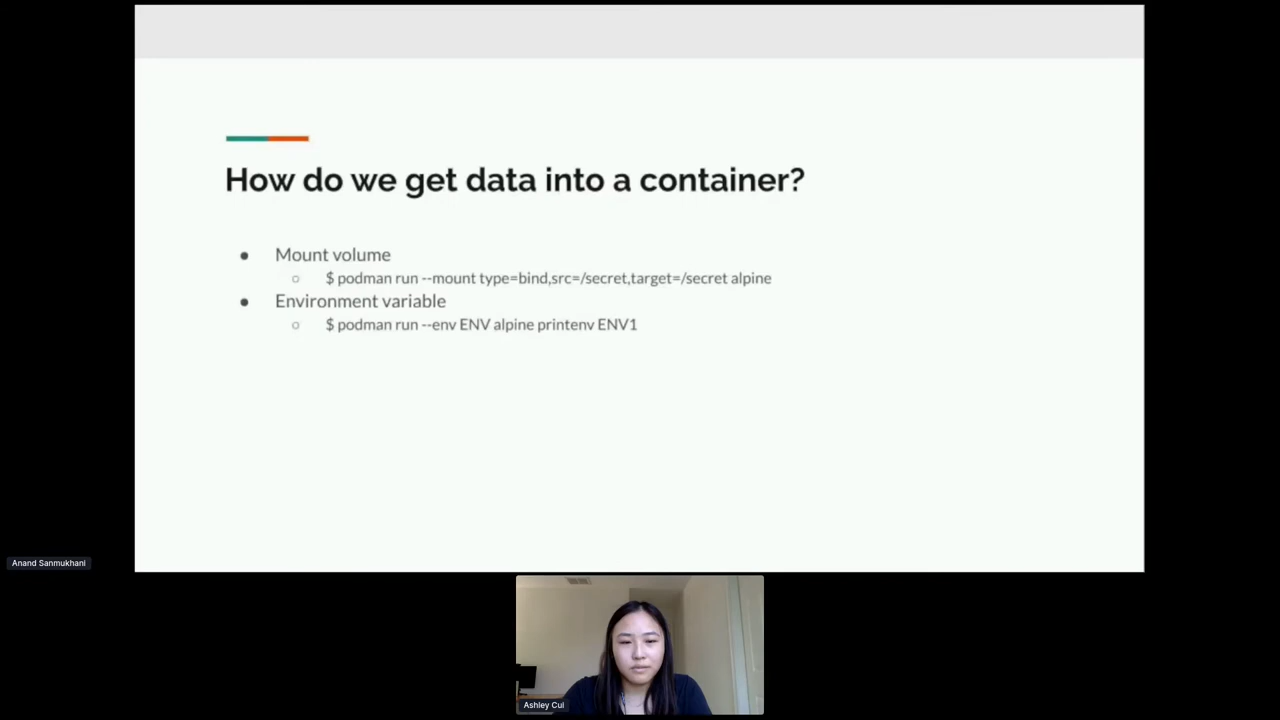 How do we get data into a container?
● Mount volume
○ $ podman run --mount type=bind,src=/secret,target=/secret alpine
● Environment variable
○ $ podman run --env ENV alpine printenv ENV1
Anand Sanmukhani
Ashley Cui